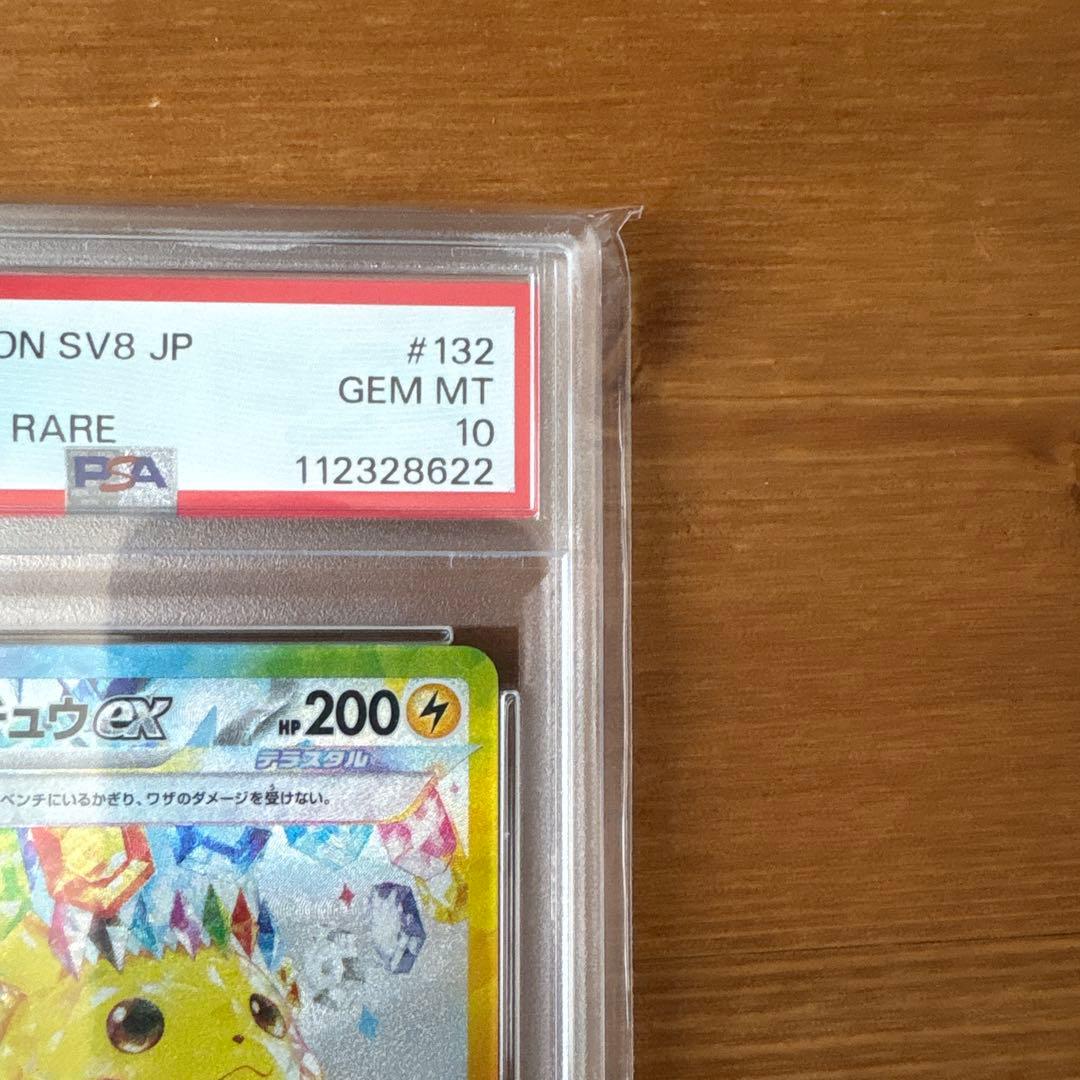 ON SV8 JP #132
GEM MT
RARE 10
PSA 112328622
チュウex HP200
テラスタル
ベンチにいるかぎり、ワザのダメージを受けない。